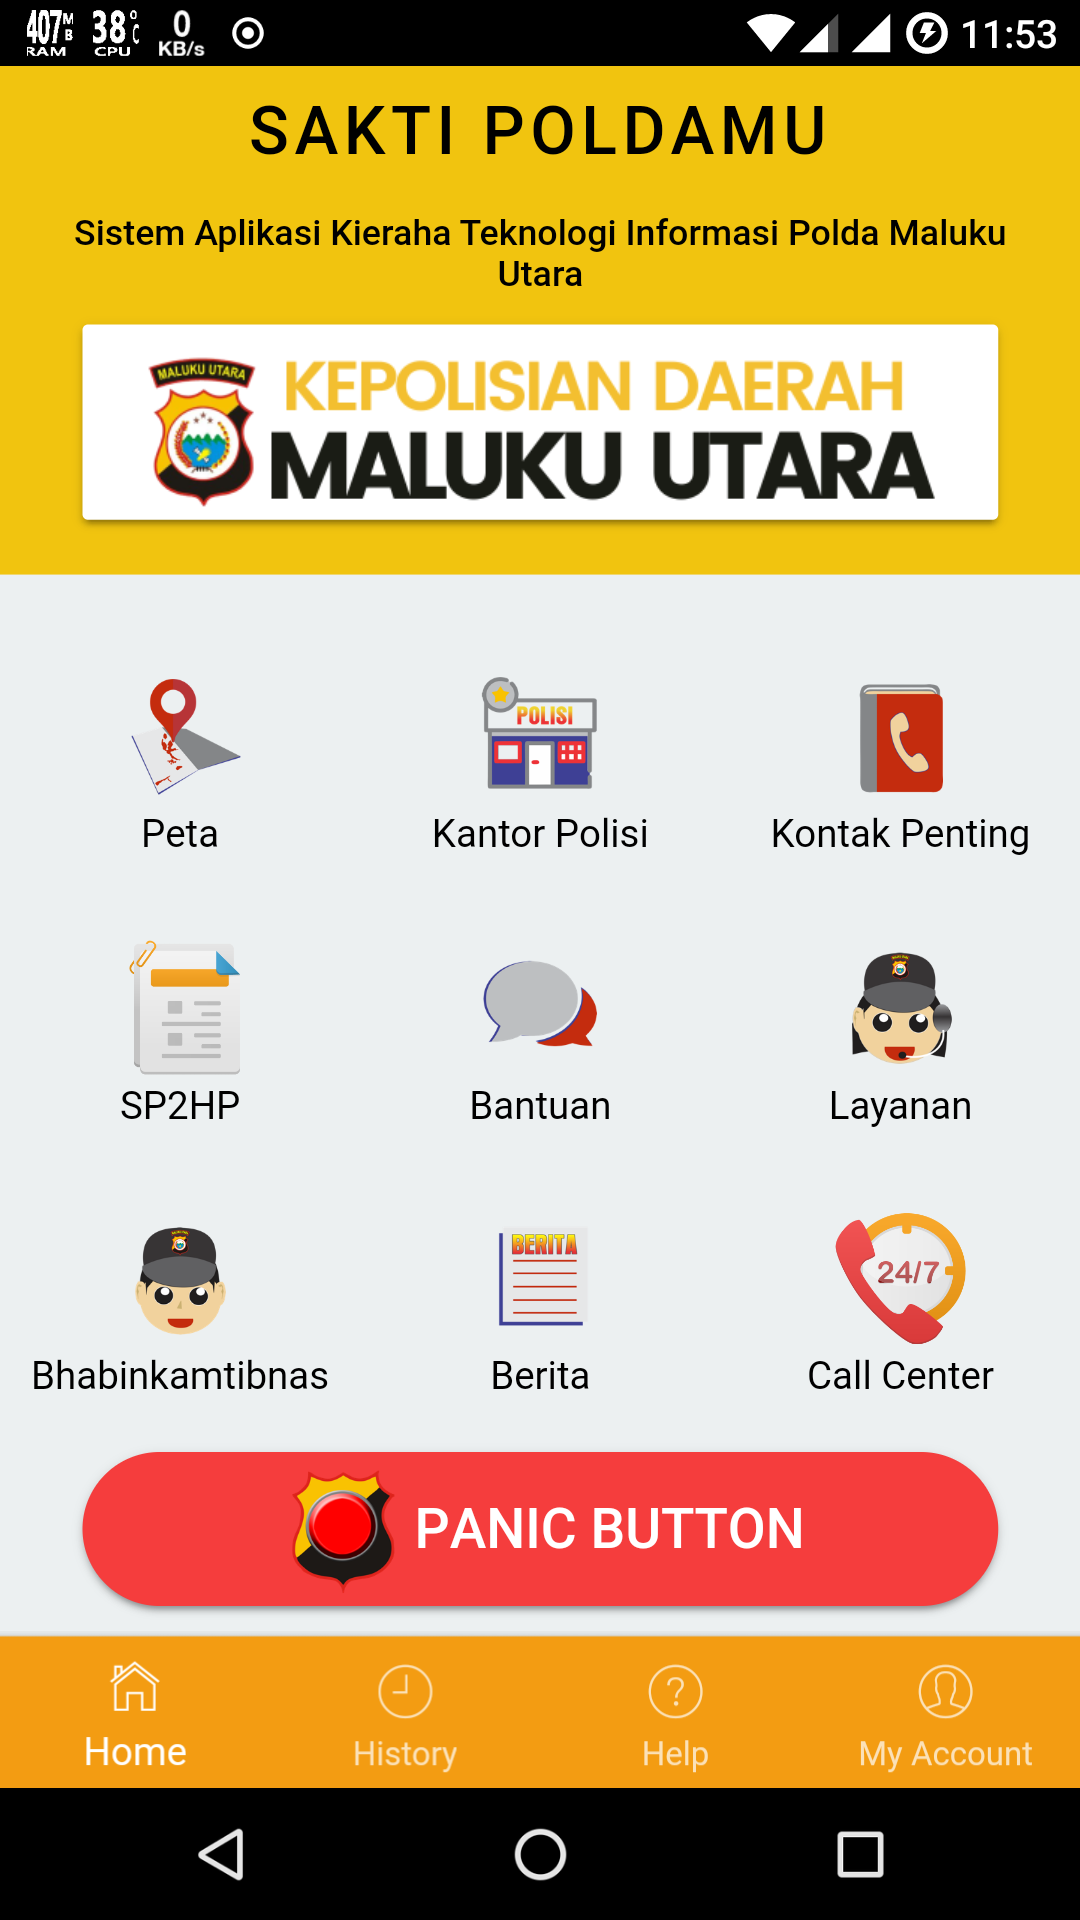 407 MB RAM 38 °C CPU 0 KB/s 11:53
SAKTI POLDAMU
Sistem Aplikasi Kieraha Teknologi Informasi Polda Maluku
Utara
MALUKU UTARA
KEPOLISIAN DAERAH
MALUKU UTARA
POLISI
Peta
Kantor Polisi
Kontak Penting
SP2HP
Bantuan
Layanan
BERITA
24/7
Bhabinkamtibnas
Berita
Call Center
PANIC BUTTON
Home
History
Help
My Account